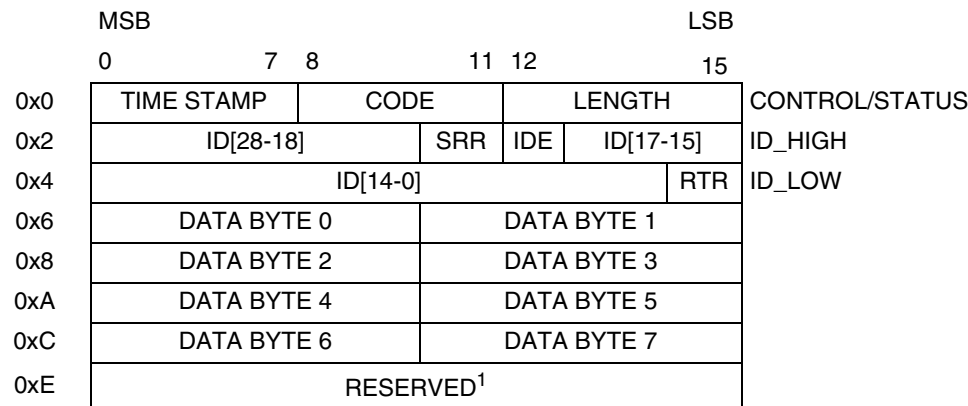 MSB LSB
0 7 8 11 12 15
0x0 TIME STAMP CODE LENGTH CONTROL/STATUS
0x2 ID[28-18] SRR IDE ID[17-15] ID_HIGH
0x4 ID[14-0] RTR ID_LOW
0x6 DATA BYTE 0 DATA BYTE 1
0x8 DATA BYTE 2 DATA BYTE 3
0xA DATA BYTE 4 DATA BYTE 5
0xC DATA BYTE 6 DATA BYTE 7
0xE RESERVED1